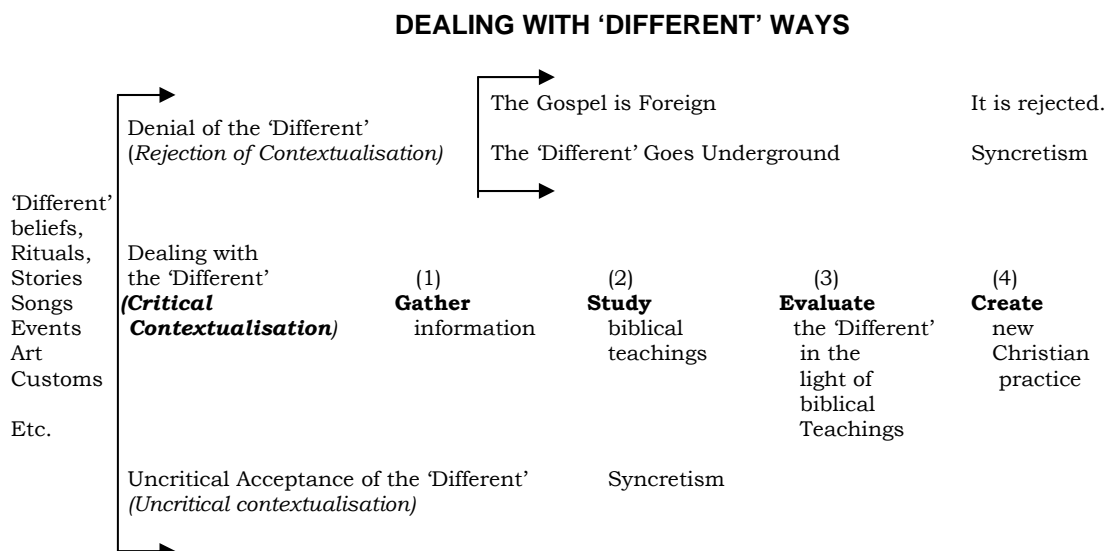 DEALING WITH ‘DIFFERENT’ WAYS
The Gospel is Foreign It is rejected.
Denial of the ‘Different’
(Rejection of Contextualisation) The ‘Different’ Goes Underground Syncretism
‘Different’
beliefs,
Rituals, Dealing with
Stories the ‘Different’ (1) (2) (3) (4)
Songs (Critical Gather Study Evaluate Create
Events Contextualisation) information biblical the ‘Different’ new
Art teachings in the Christian
Customs light of practice
biblical
Etc. Teachings
Uncritical Acceptance of the ‘Different’ Syncretism
(Uncritical contextualisation)